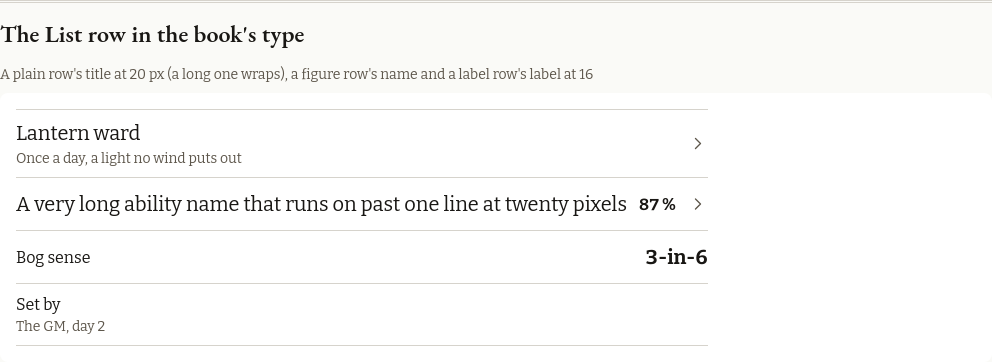 The List row in the book's type
A plain row's title at 20 px (a long one wraps), a figure row's name and a label row's label at 16
Lantern ward
Once a day, a light no wind puts out
A very long ability name that runs on past one line at twenty pixels 87 %
Bog sense 3-in-6
Set by
The GM, day 2